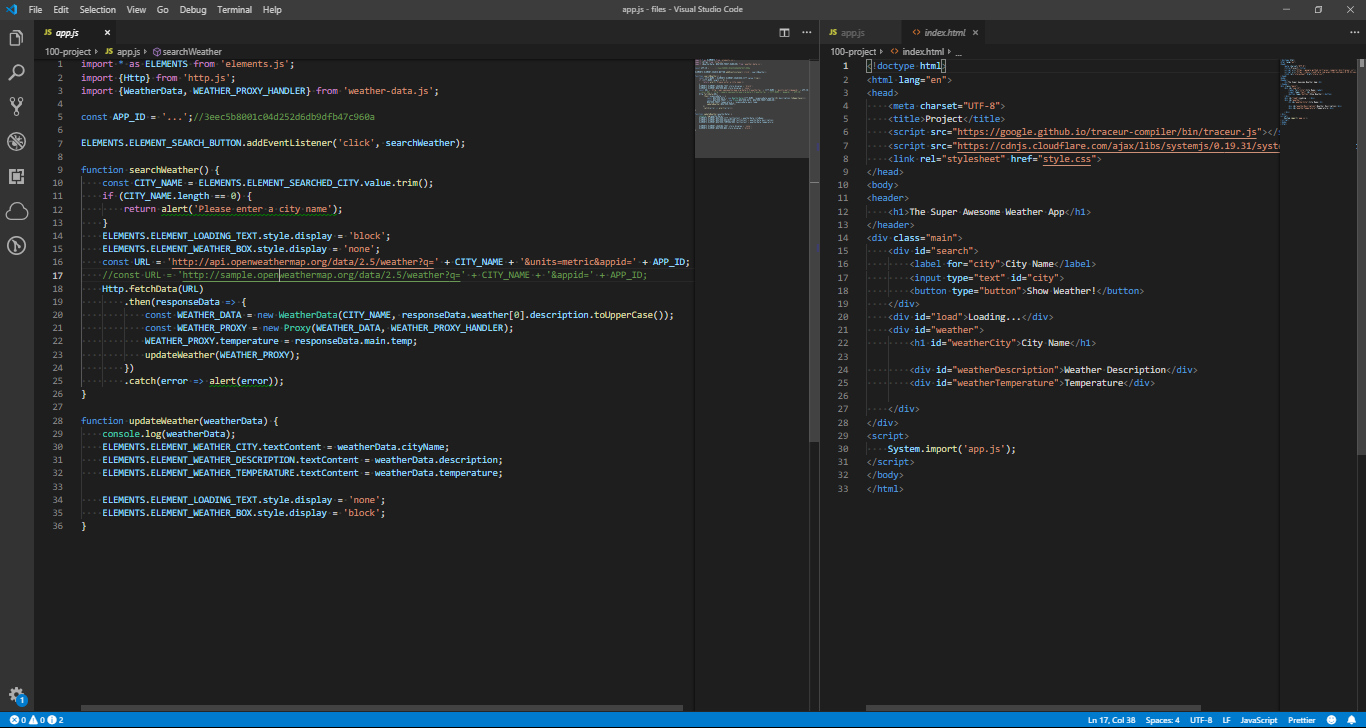 File Edit Selection View Go Debug Terminal Help
app.js - files - Visual Studio Code
JS app.js ×
100-project › JS app.js › searchWeather
1 import * as ELEMENTS from 'elements.js';
2 import {Http} from 'http.js';
3 import {WeatherData, WEATHER_PROXY_HANDLER} from 'weather-data.js';
4
5 const APP_ID = '...';//3eec5b8001c04d252d6db9dfb47c960a
6
7 ELEMENTS.ELEMENT_SEARCH_BUTTON.addEventListener('click', searchWeather);
8
9 function searchWeather() {
10 const CITY_NAME = ELEMENTS.ELEMENT_SEARCHED_CITY.value.trim();
11 if (CITY_NAME.length == 0) {
12 return alert('Please enter a city name');
13 }
14 ELEMENTS.ELEMENT_LOADING_TEXT.style.display = 'block';
15 ELEMENTS.ELEMENT_WEATHER_BOX.style.display = 'none';
16 const URL = 'http://api.openweathermap.org/data/2.5/weather?q=' + CITY_NAME + '&units=metric&appid=' + APP_ID;
17 //const URL = 'http://sample.openweathermap.org/data/2.5/weather?q=' + CITY_NAME + '&appid=' + APP_ID;
18 Http.fetchData(URL)
19 .then(responseData => {
20 const WEATHER_DATA = new WeatherData(CITY_NAME, responseData.weather[0].description.toUpperCase());
21 const WEATHER_PROXY = new Proxy(WEATHER_DATA, WEATHER_PROXY_HANDLER);
22 WEATHER_PROXY.temperature = responseData.main.temp;
23 updateWeather(WEATHER_PROXY);
24 })
25 .catch(error => alert(error));
26 }
27
28 function updateWeather(weatherData) {
29 console.log(weatherData);
30 ELEMENTS.ELEMENT_WEATHER_CITY.textContent = weatherData.cityName;
31 ELEMENTS.ELEMENT_WEATHER_DESCRIPTION.textContent = weatherData.description;
32 ELEMENTS.ELEMENT_WEATHER_TEMPERATURE.textContent = weatherData.temperature;
33
34 ELEMENTS.ELEMENT_LOADING_TEXT.style.display = 'none';
35 ELEMENTS.ELEMENT_WEATHER_BOX.style.display = 'block';
36 }
JS app.js <> index.html ×
100-project › <> index.html › ...
1 <!doctype html>
2 <html lang="en">
3 <head>
4 <meta charset="UTF-8">
5 <title>Project</title>
6 <script src="https://google.github.io/traceur-compiler/bin/traceur.js"></
7 <script src="https://cdnjs.cloudflare.com/ajax/libs/systemjs/0.19.31/syst
8 <link rel="stylesheet" href="style.css">
9 </head>
10 <body>
11 <header>
12 <h1>The Super Awesome Weather App</h1>
13 </header>
14 <div class="main">
15 <div id="search">
16 <label for="city">City Name</label>
17 <input type="text" id="city">
18 <button type="button">Show Weather!</button>
19 </div>
20 <div id="load">Loading...</div>
21 <div id="weather">
22 <h1 id="weatherCity">City Name</h1>
23
24 <div id="weatherDescription">Weather Description</div>
25 <div id="weatherTemperature">Temperature</div>
26
27 </div>
28 </div>
29 <script>
30 System.import('app.js');
31 </script>
32 </body>
33 </html>
1
0 0 2
Ln 17, Col 38 Spaces: 4 UTF-8 LF JavaScript Prettier